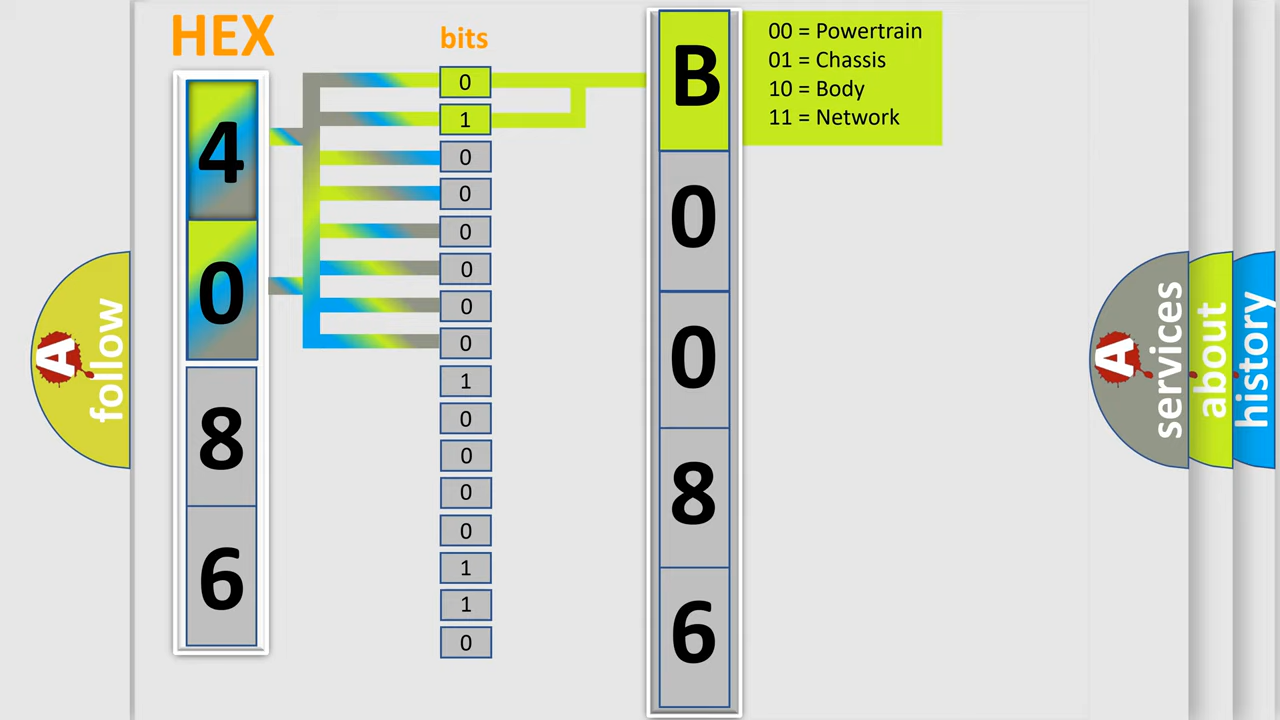 HEX
bits
4
0
8
6
0
1
0
0
0
0
0
0
1
0
0
0
0
1
1
0
B
0
0
8
6
00 = Powertrain
01 = Chassis
10 = Body
11 = Network
A
follow
A
services
about
history